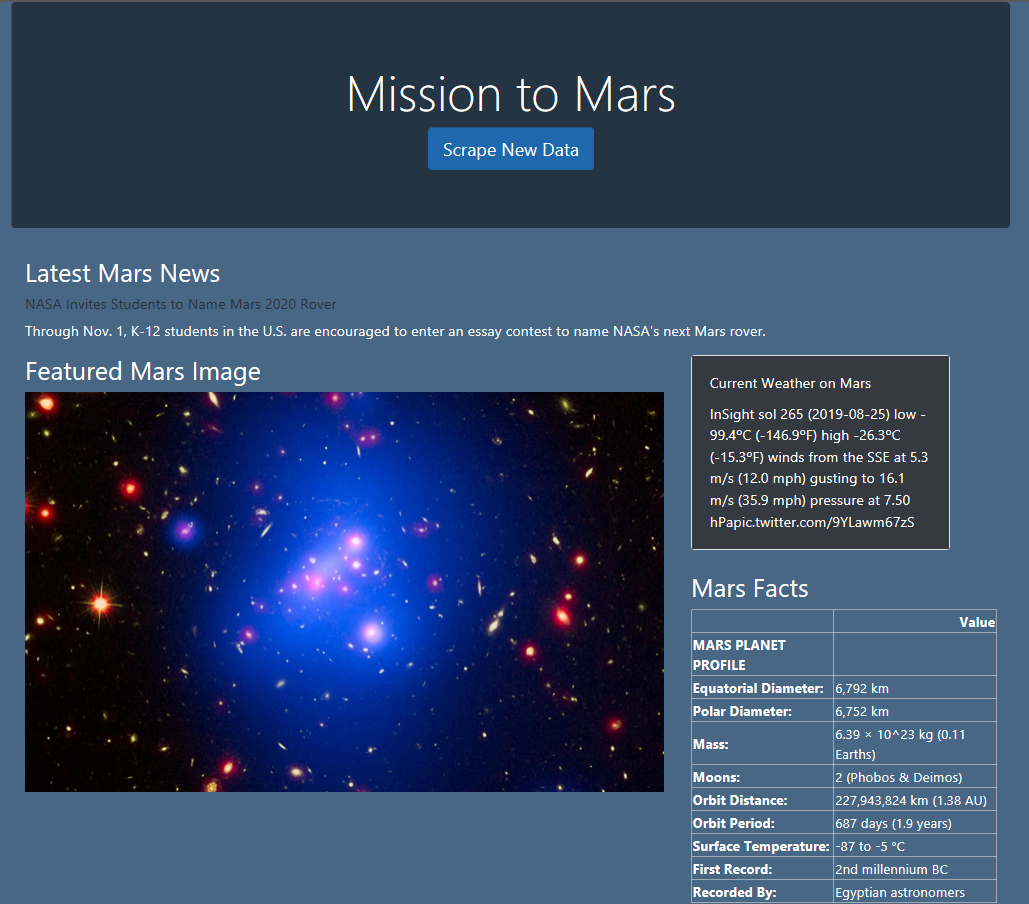 Mission to Mars
Scrape New Data
Latest Mars News
NASA Invites Students to Name Mars 2020 Rover
Through Nov. 1, K-12 students in the U.S. are encouraged to enter an essay contest to name NASA's next Mars rover.
Featured Mars Image
Current Weather on Mars
InSight sol 265 (2019-08-25) low -
99.4ºC (-146.9ºF) high -26.3ºC
(-15.3ºF) winds from the SSE at 5.3
m/s (12.0 mph) gusting to 16.1
m/s (35.9 mph) pressure at 7.50
hPapic.twitter.com/9YLawm67zS
Mars Facts
Value
MARS PLANET
PROFILE
Equatorial Diameter: 6,792 km
Polar Diameter: 6,752 km
Mass: 6.39 × 10^23 kg (0.11
Earths)
Moons: 2 (Phobos & Deimos)
Orbit Distance: 227,943,824 km (1.38 AU)
Orbit Period: 687 days (1.9 years)
Surface Temperature: -87 to -5 °C
First Record: 2nd millennium BC
Recorded By: Egyptian astronomers